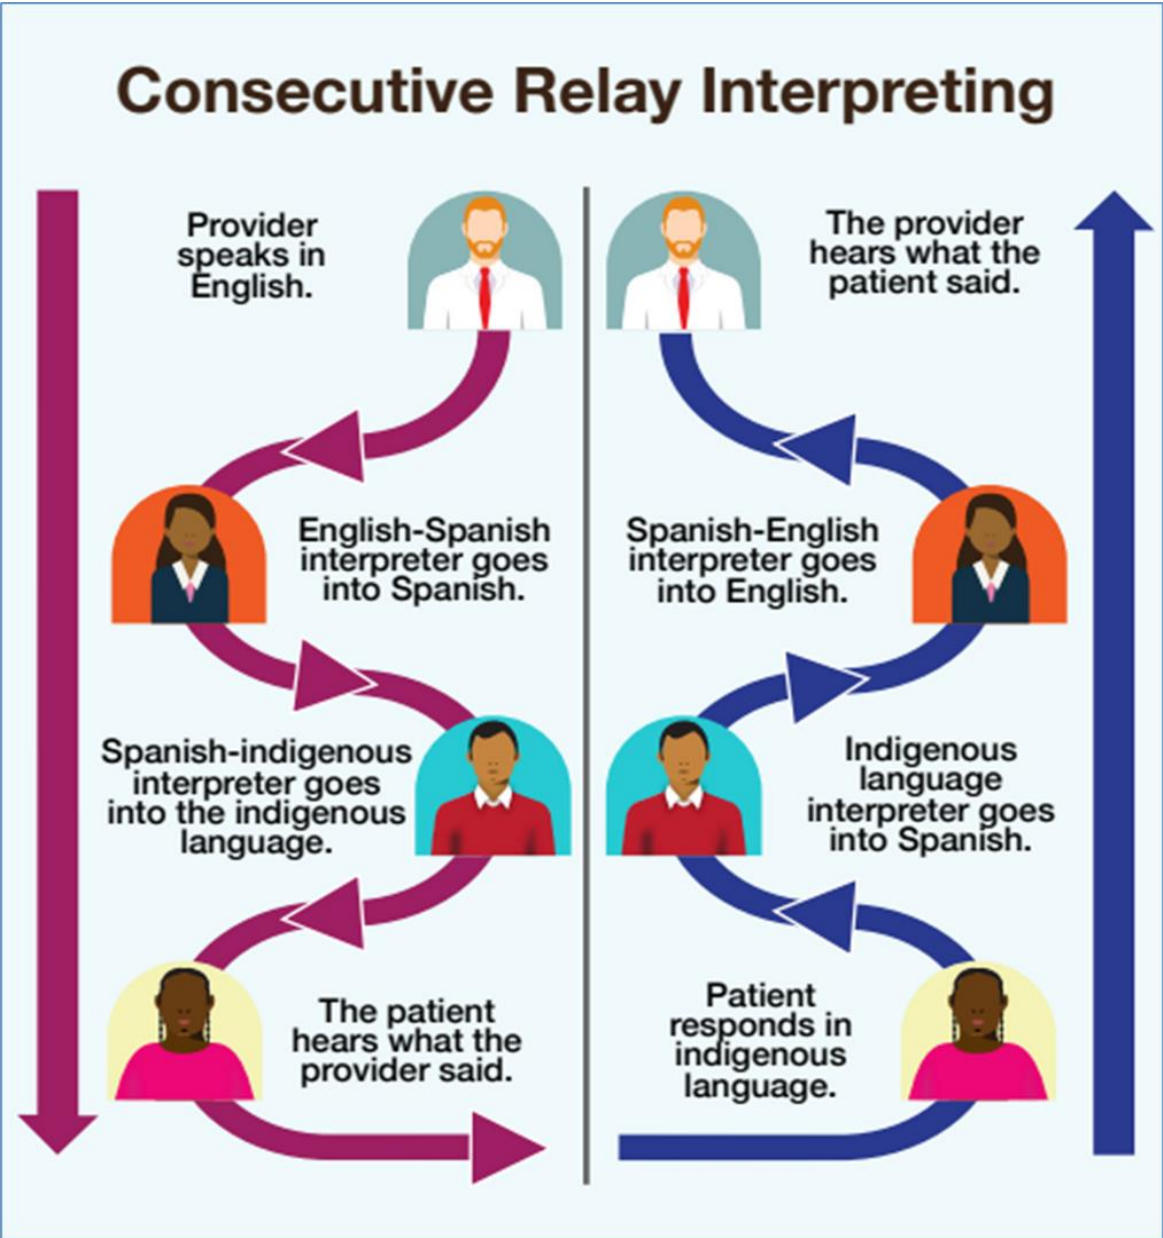 Consecutive Relay Interpreting
Provider
speaks in
English.
English-Spanish
interpreter goes
into Spanish.
Spanish-indigenous
interpreter goes
into the indigenous
language.
The patient
hears what the
provider said.
The provider
hears what the
patient said.
Spanish-English
interpreter goes
into English.
Indigenous
language
interpreter goes
into Spanish.
Patient
responds in
indigenous
language.